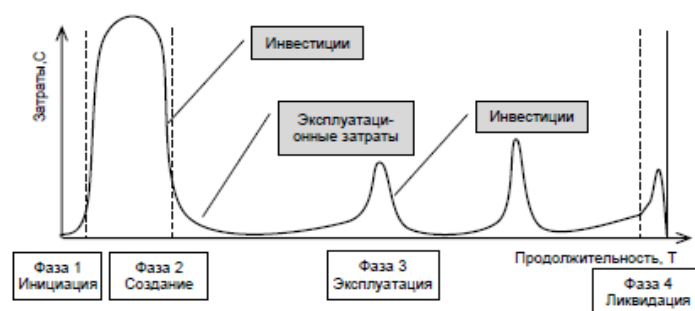 Затраты,С
Инвестиции
Эксплуатаци-
онные затраты
Инвестиции
Продолжительность, Т
Фаза 1
Инициация
Фаза 2
Создание
Фаза 3
Эксплуатация
Фаза 4
Ликвидация